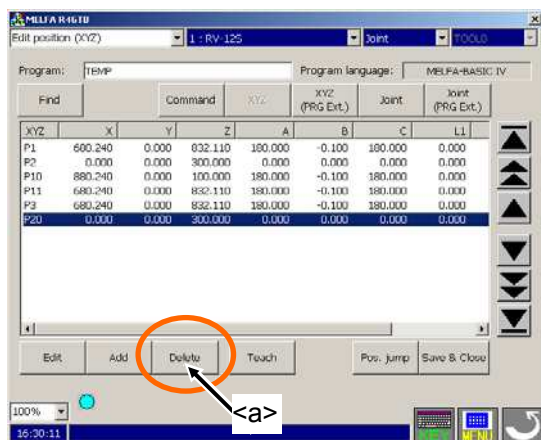 MELFA R46TB
Edit position (XYZ) 1 : RV-12S Joint TOOL0
Program: TEMP Program language: MELFA-BASIC IV
Find Command XYZ XYZ (PRG Ext.) Joint Joint (PRG Ext.)
XYZ X Y Z A B C L1
P1 680.240 0.000 832.110 180.000 -0.100 180.000 0.000
P2 0.000 0.000 300.000 0.000 0.000 0.000 0.000
P10 880.240 0.000 100.000 180.000 -0.100 180.000 0.000
P11 680.240 0.000 832.110 180.000 -0.100 180.000 0.000
P3 680.240 0.000 832.110 180.000 -0.100 180.000 0.000
P20 0.000 0.000 300.000 0.000 0.000 0.000 0.000
Edit Add Delete Teach Pos. jump Save & Close
<a>
100%
16:30:11 KEY MENU